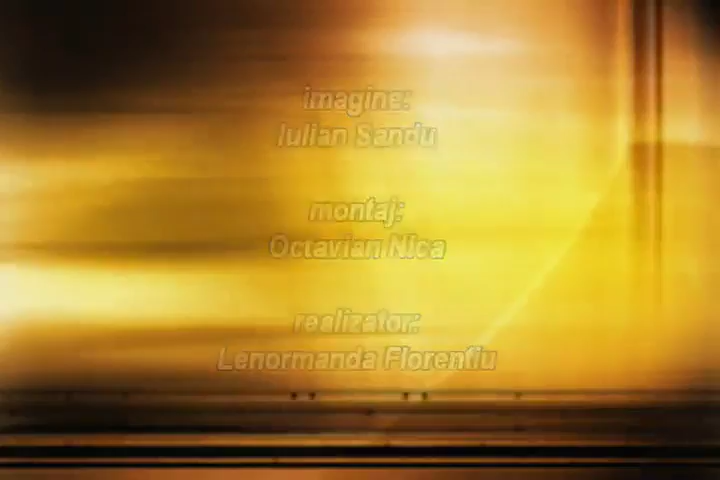 imagine:
Iulian Sandu
montaj:
Octavian Nica
realizator:
Lenormanda Florentiu